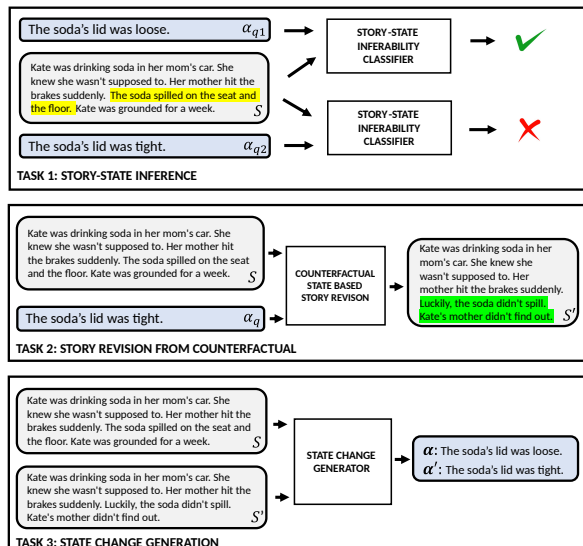 The soda's lid was loose. αq1
Kate was drinking soda in her mom's car. She
knew she wasn't supposed to. Her mother hit the
brakes suddenly. The soda spilled on the seat and
the floor. Kate was grounded for a week. S
The soda's lid was tight. αq2
STORY-STATE
INFERABILITY
CLASSIFIER
STORY-STATE
INFERABILITY
CLASSIFIER
TASK 1: STORY-STATE INFERENCE
Kate was drinking soda in her mom's car. She
knew she wasn't supposed to. Her mother hit
the brakes suddenly. The soda spilled on the seat
and the floor. Kate was grounded for a week. S
The soda's lid was tight. αq
COUNTERFACTUAL
STATE BASED
STORY REVISON
Kate was drinking soda in her
mom's car. She knew she
wasn't supposed to. Her
mother hit the brakes suddenly.
Luckily, the soda didn't spill.
Kate's mother didn't find out. S'
TASK 2: STORY REVISION FROM COUNTERFACTUAL
Kate was drinking soda in her mom's car. She
knew she wasn't supposed to. Her mother hit the
brakes suddenly. The soda spilled on the seat and
the floor. Kate was grounded for a week. S
Kate was drinking soda in her mom's car. She
knew she wasn't supposed to. Her mother hit the
brakes suddenly. Luckily, the soda didn't spill.
Kate's mother didn't find out. S'
STATE CHANGE
GENERATOR
α: The soda's lid was loose.
α': The soda's lid was tight.
TASK 3: STATE CHANGE GENERATION